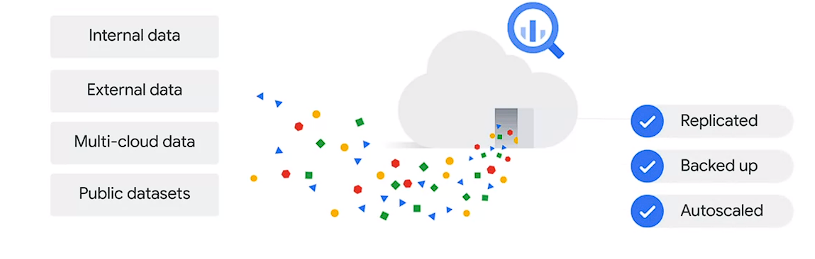 Internal data
External data
Multi-cloud data
Public datasets
Replicated
Backed up
Autoscaled